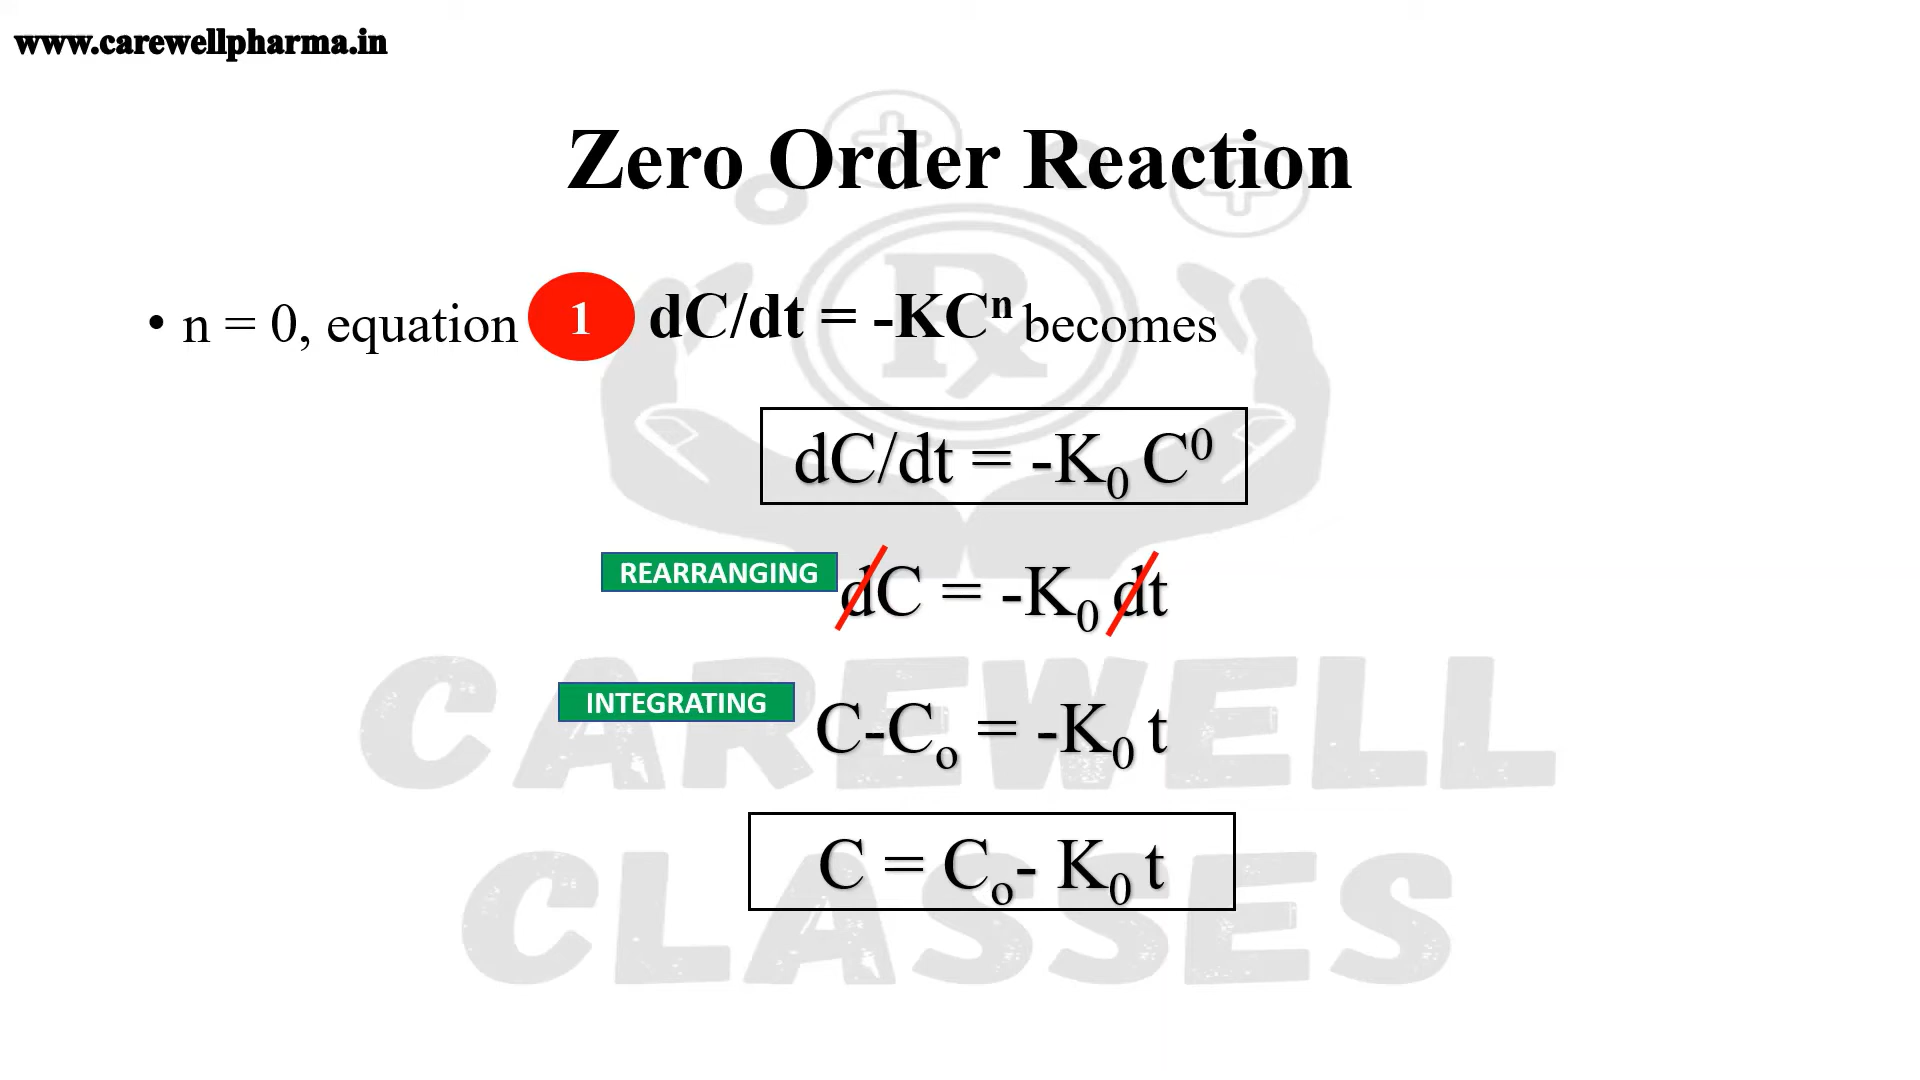 www.carewellpharma.in
Zero Order Reaction
• n = 0, equation 1 dC/dt = -KCⁿ becomes
dC/dt = -K₀ C⁰
REARRANGING dC = -K₀ dt
INTEGRATING C-Cₒ = -K₀ t
C = Cₒ- K₀ t
CAREWELL
CLASSES